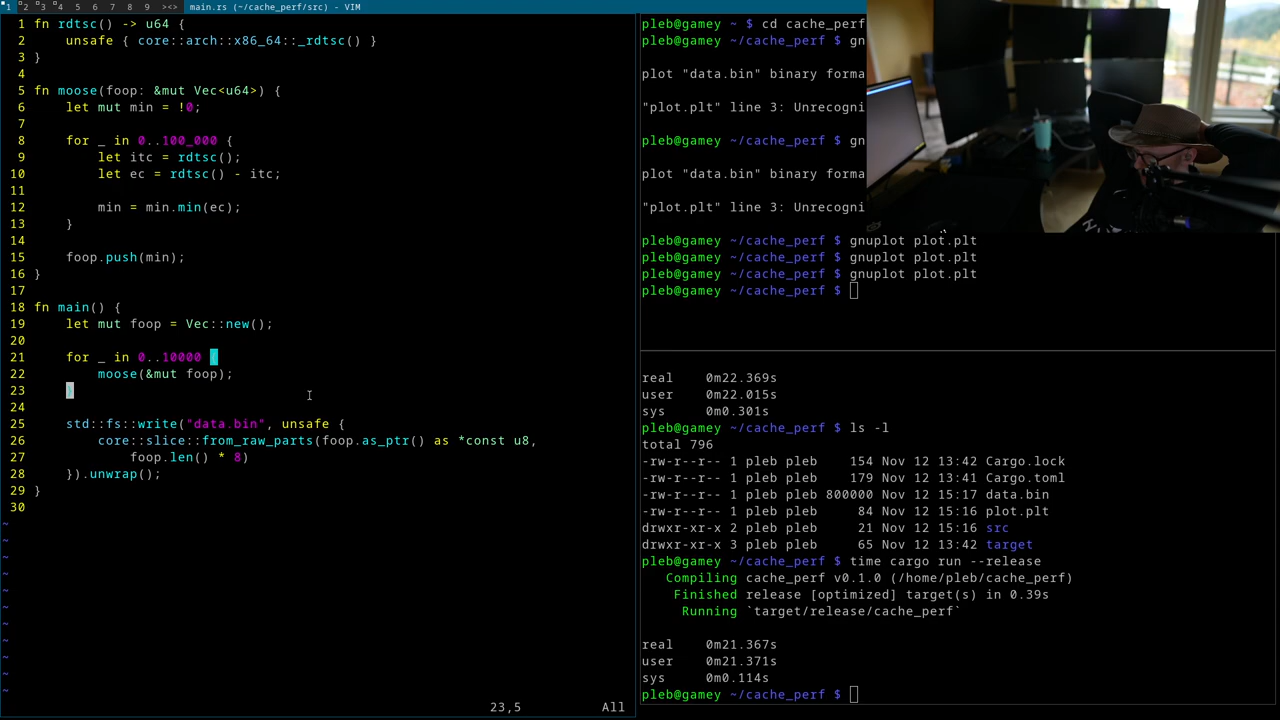 1 2 3 4 5 6 7 8 9 ><> main.rs (~/cache_perf/src) - VIM
1 fn rdtsc() -> u64 {
2     unsafe { core::arch::x86_64::_rdtsc() }
3 }
4
5 fn moose(foop: &mut Vec<u64>) {
6     let mut min = !0;
7
8     for _ in 0..100_000 {
9         let itc = rdtsc();
10         let ec = rdtsc() - itc;
11
12         min = min.min(ec);
13     }
14
15     foop.push(min);
16 }
17
18 fn main() {
19     let mut foop = Vec::new();
20
21     for _ in 0..10000 {
22         moose(&mut foop);
23     }
24
25     std::fs::write("data.bin", unsafe {
26         core::slice::from_raw_parts(foop.as_ptr() as *const u8,
27             foop.len() * 8)
28     }).unwrap();
29 }
30
~
~
~
~
~
~
~
~
~
~
~
23,5 All
pleb@gamey ~ $ cd cache_perf
pleb@gamey ~/cache_perf $ gn
plot "data.bin" binary forma
"plot.plt" line 3: Unrecogni
pleb@gamey ~/cache_perf $ gn
plot "data.bin" binary forma
"plot.plt" line 3: Unrecogni
pleb@gamey ~/cache_perf $ gnuplot plot.plt
pleb@gamey ~/cache_perf $ gnuplot plot.plt
pleb@gamey ~/cache_perf $ gnuplot plot.plt
pleb@gamey ~/cache_perf $
real 0m22.369s
user 0m22.015s
sys 0m0.301s
pleb@gamey ~/cache_perf $ ls -l
total 796
-rw-r--r-- 1 pleb pleb 154 Nov 12 13:42 Cargo.lock
-rw-r--r-- 1 pleb pleb 179 Nov 12 13:41 Cargo.toml
-rw-r--r-- 1 pleb pleb 800000 Nov 12 15:17 data.bin
-rw-r--r-- 1 pleb pleb 84 Nov 12 15:16 plot.plt
drwxr-xr-x 2 pleb pleb 21 Nov 12 15:16 src
drwxr-xr-x 3 pleb pleb 65 Nov 12 13:42 target
pleb@gamey ~/cache_perf $ time cargo run --release
Compiling cache_perf v0.1.0 (/home/pleb/cache_perf)
Finished release [optimized] target(s) in 0.39s
Running `target/release/cache_perf`
real 0m21.367s
user 0m21.371s
sys 0m0.114s
pleb@gamey ~/cache_perf $